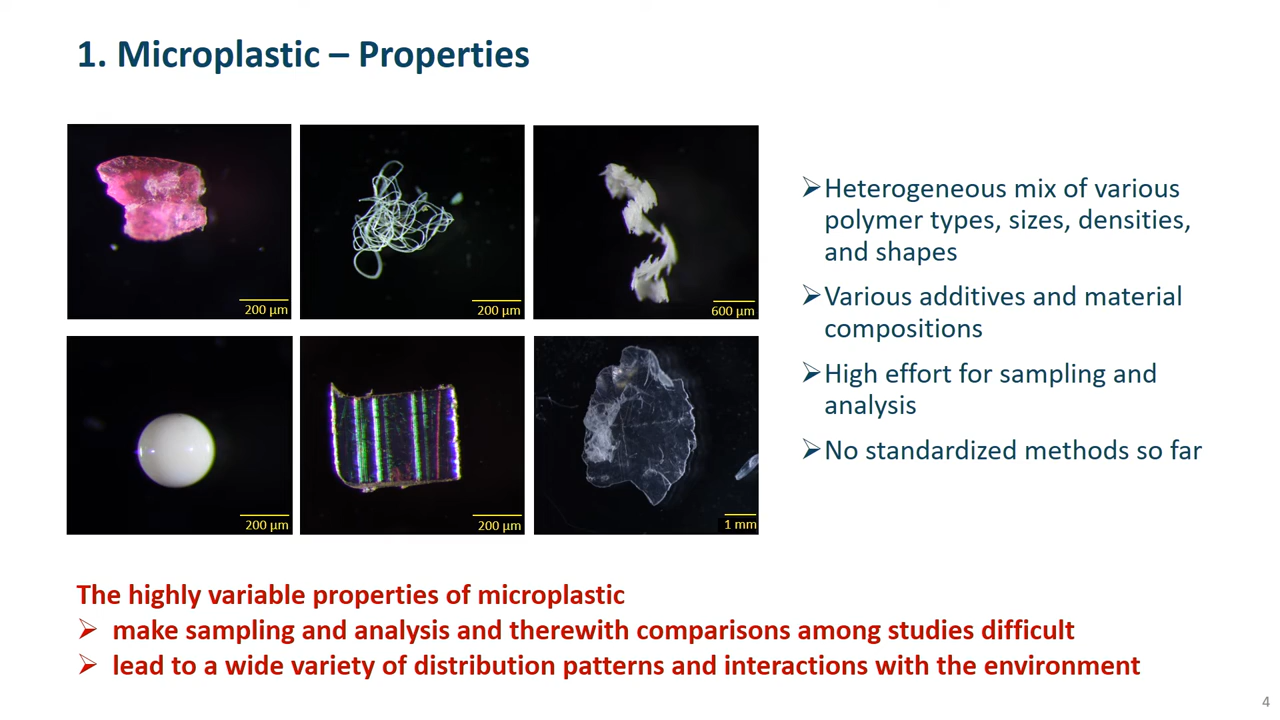 1. Microplastic – Properties
200 µm
200 µm
600 µm
200 µm
200 µm
1 mm
➢Heterogeneous mix of various
polymer types, sizes, densities,
and shapes
➢Various additives and material
compositions
➢High effort for sampling and
analysis
➢No standardized methods so far
The highly variable properties of microplastic
➢ make sampling and analysis and therewith comparisons among studies difficult
➢ lead to a wide variety of distribution patterns and interactions with the environment
4